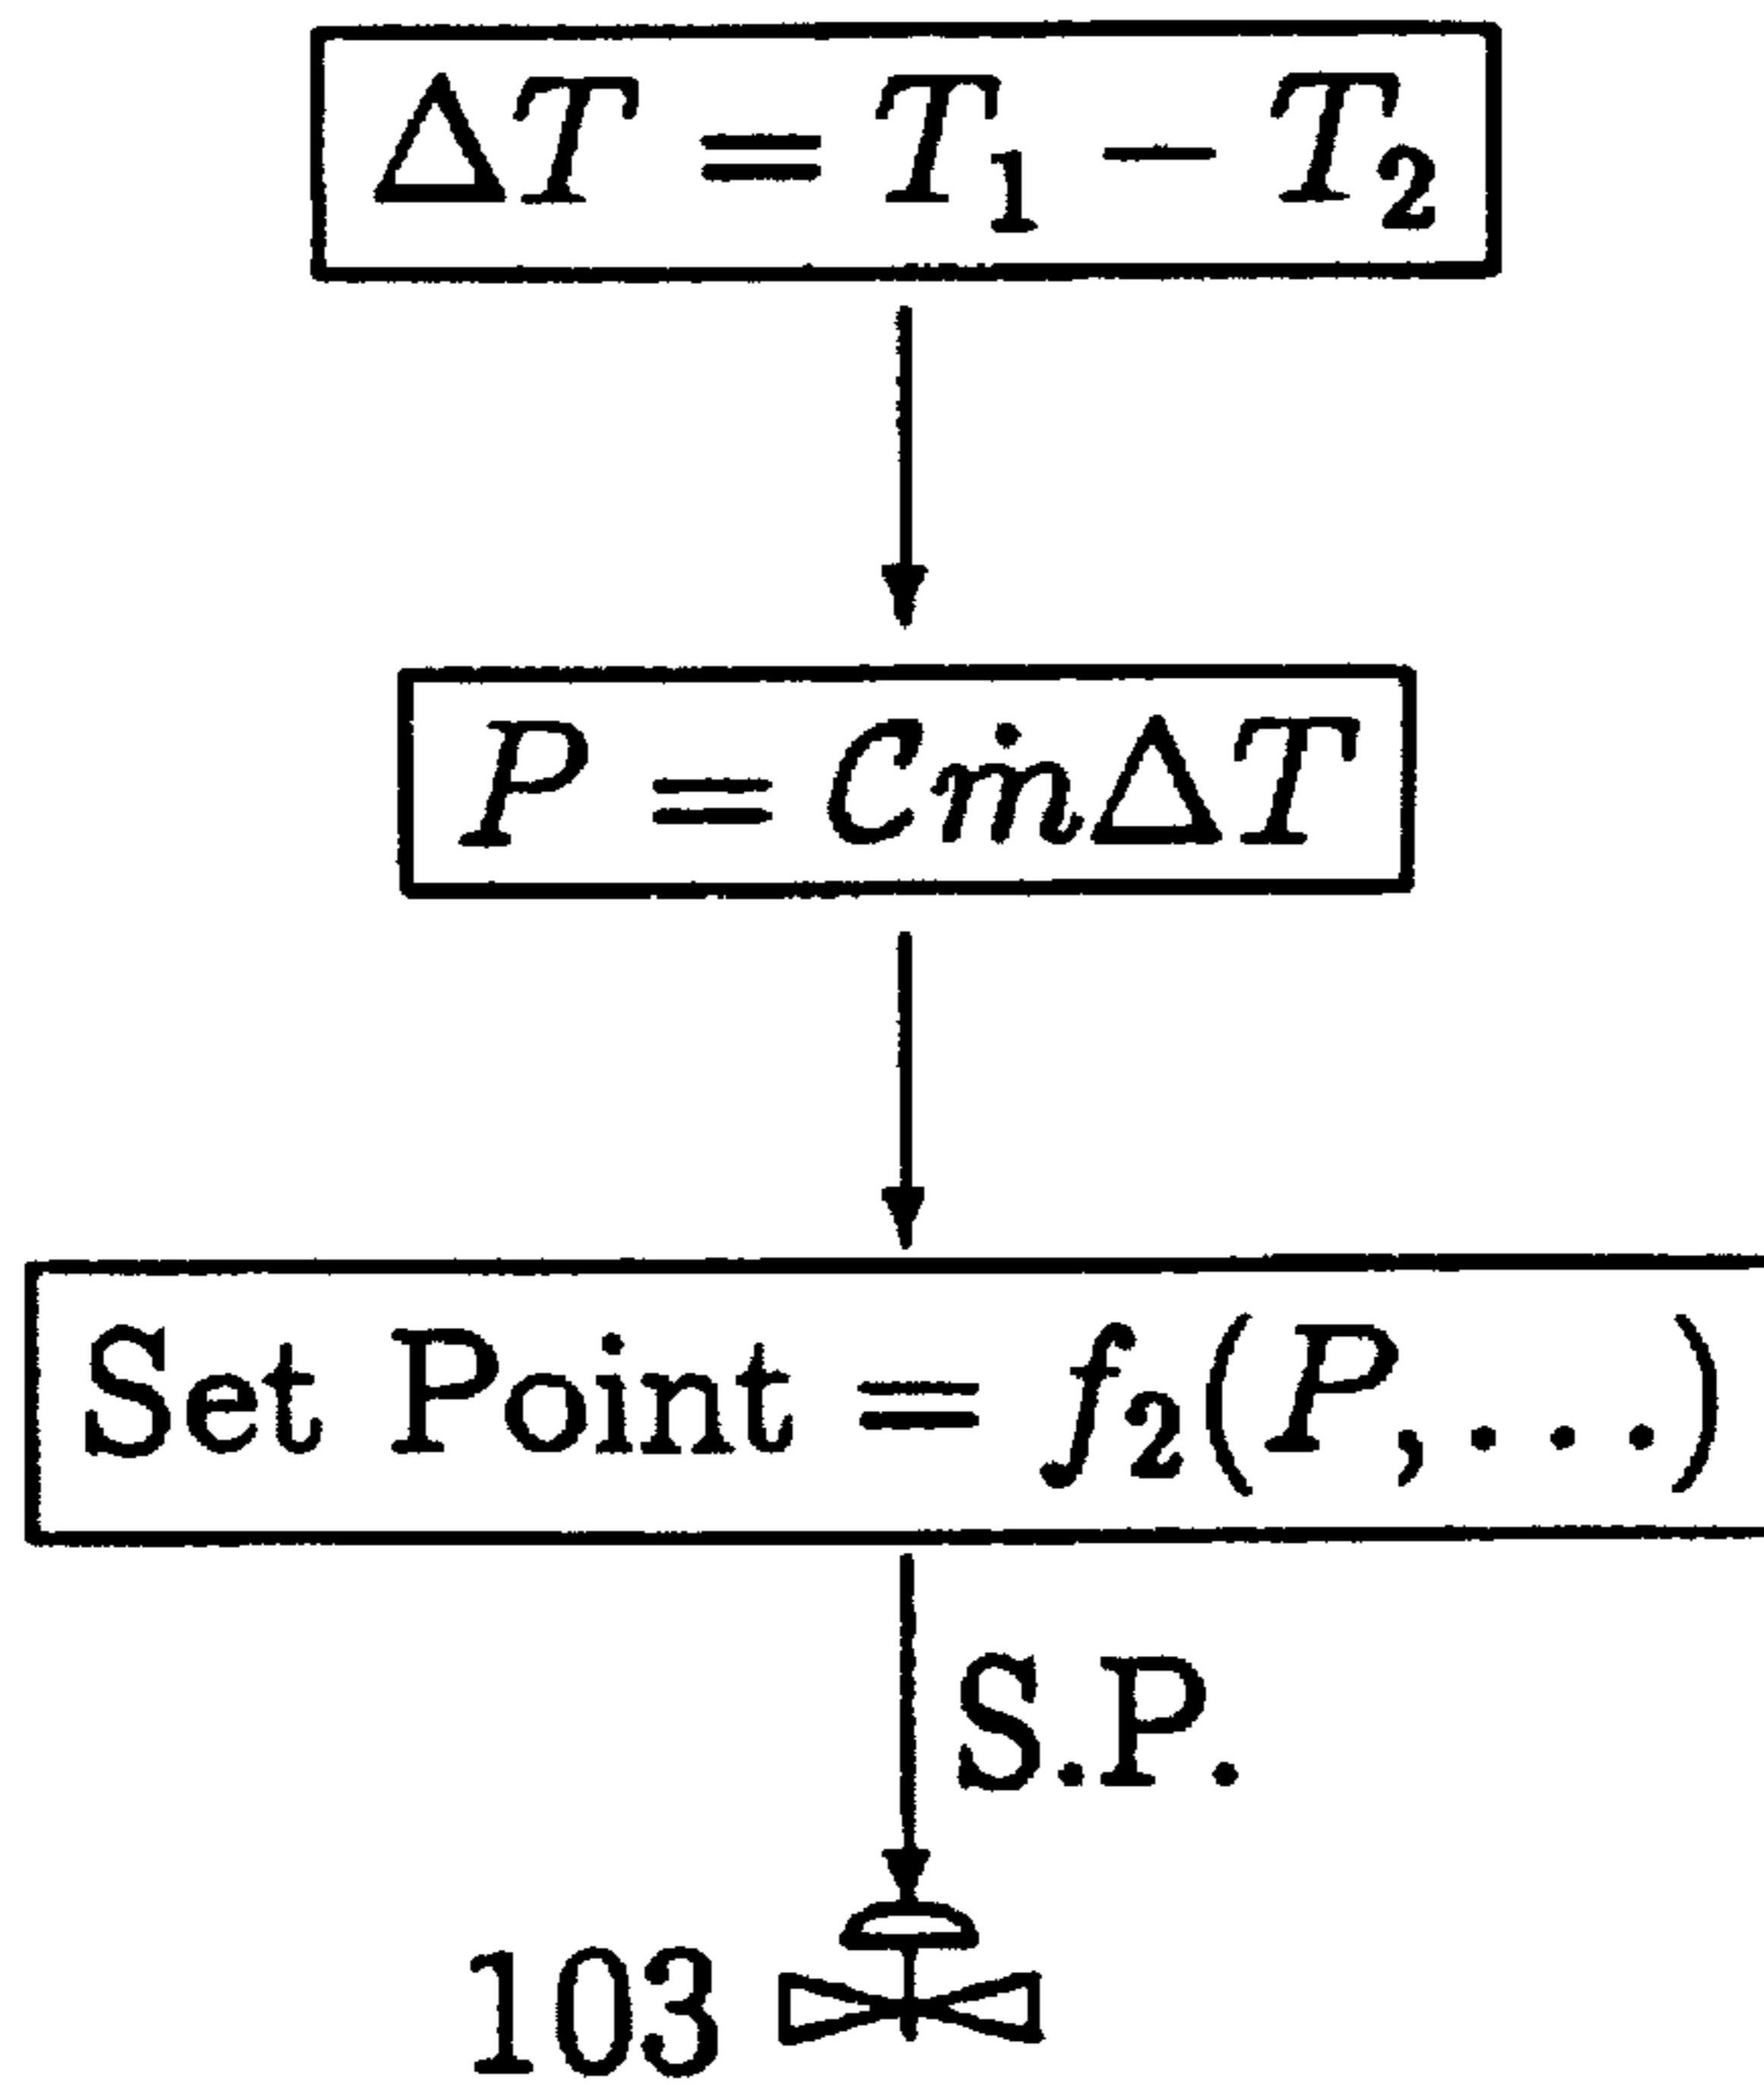 ΔT = T₁ − T₂
P = CṁΔT
Set Point = f₂(P, . . .)
S.P.
103